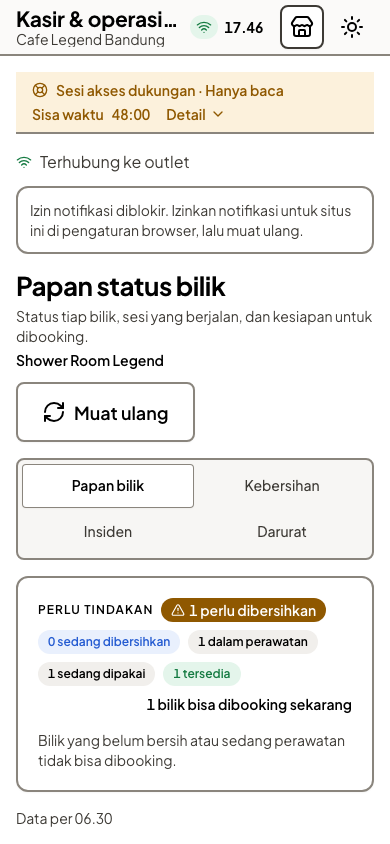 Kasir & operasi...
Cafe Legend Bandung
17.46
Sesi akses dukungan · Hanya baca
Sisa waktu 48:00 Detail
Terhubung ke outlet
Izin notifikasi diblokir. Izinkan notifikasi untuk situs
ini di pengaturan browser, lalu muat ulang.
Papan status bilik
Status tiap bilik, sesi yang berjalan, dan kesiapan untuk
dibooking.
Shower Room Legend
Muat ulang
Papan bilik
Kebersihan
Insiden
Darurat
PERLU TINDAKAN
1 perlu dibersihkan
0 sedang dibersihkan
1 dalam perawatan
1 sedang dipakai
1 tersedia
1 bilik bisa dibooking sekarang
Bilik yang belum bersih atau sedang perawatan
tidak bisa dibooking.
Data per 06.30